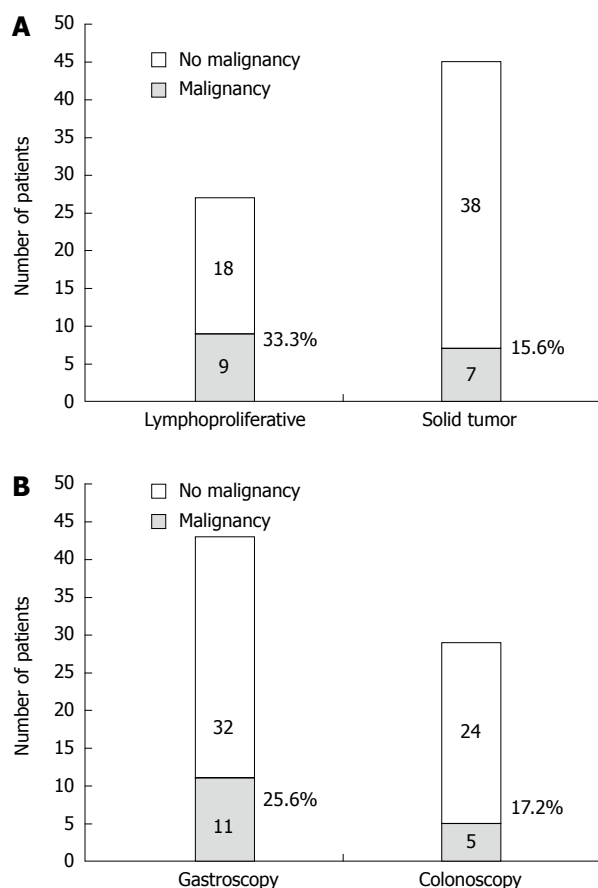 A
50
45
40
35
30
25
20
15
10
5
0
Number of patients
No malignancy
Malignancy
18
9
33.3%
38
7
15.6%
Lymphoproliferative
Solid tumor
B
50
45
40
35
30
25
20
15
10
5
0
Number of patients
No malignancy
Malignancy
32
11
25.6%
24
5
17.2%
Gastroscopy
Colonoscopy